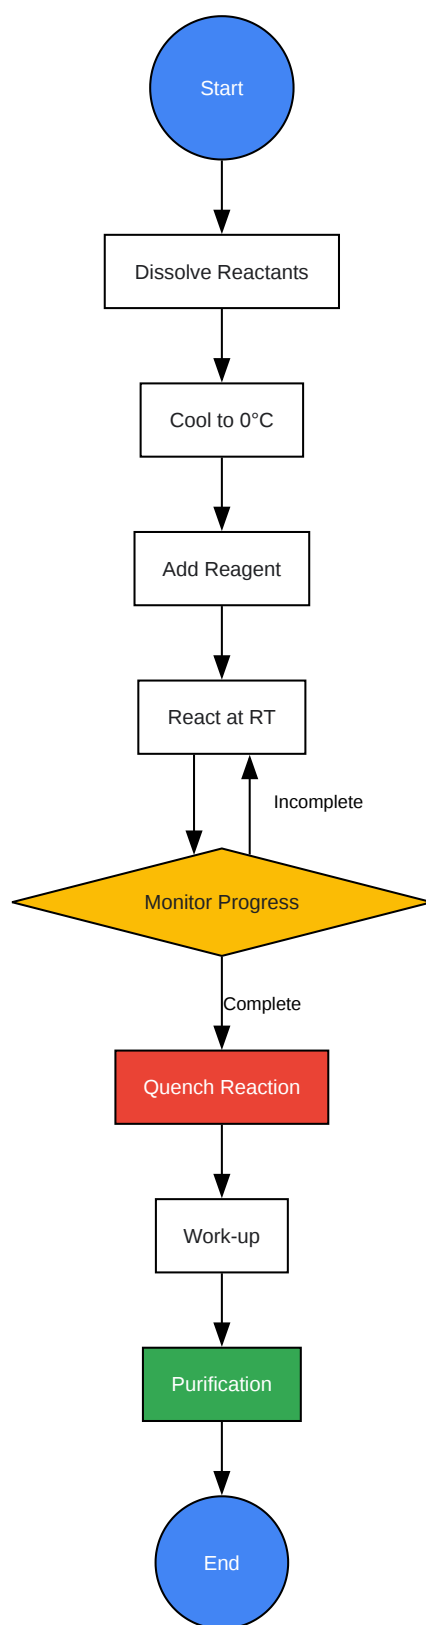 Start
Dissolve Reactants
Cool to 0°C
Add Reagent
React at RT
Incomplete
Monitor Progress
Complete
Quench Reaction
Work-up
Purification
End